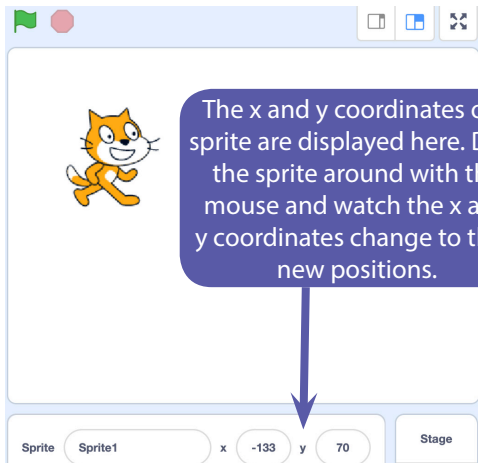 The x and y coordinates o
sprite are displayed here.
the sprite around with th
mouse and watch the x a
y coordinates change to th
new positions.
Sprite Sprite1 x -133 y 70 Stage